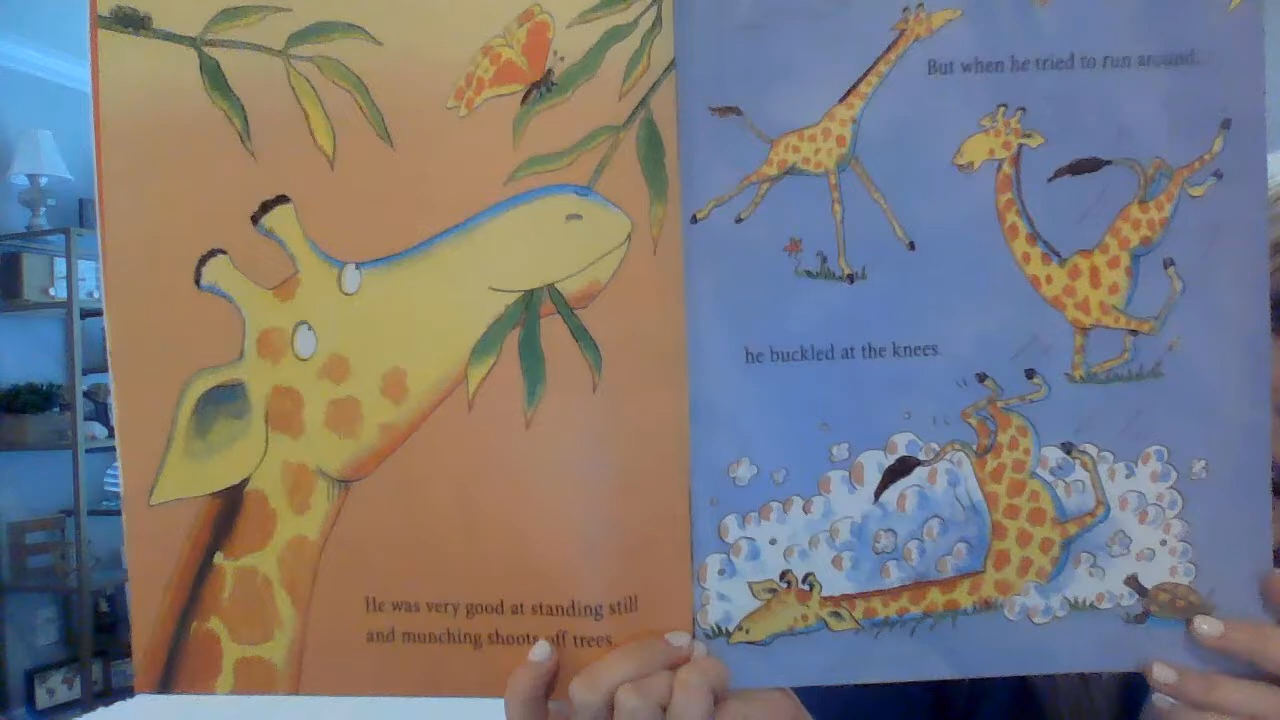 He was very good at standing still
and munching shoots off trees.
But when he tried to run around...
he buckled at the knees.